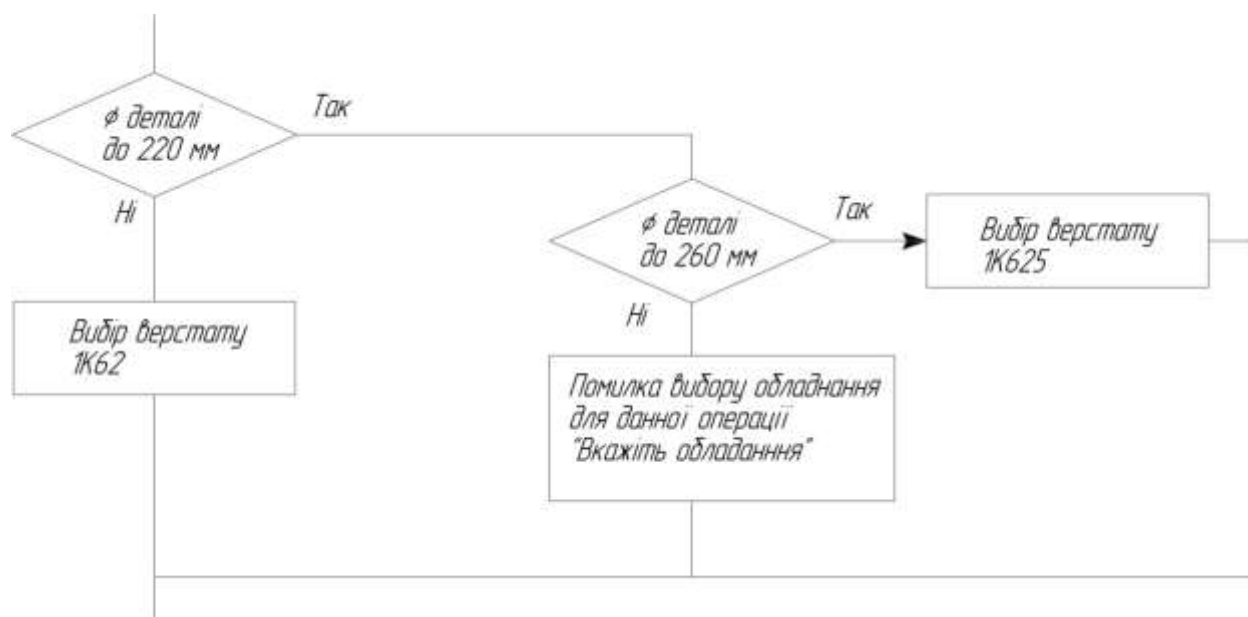 ϕ деталі
до 220 мм
Так
Ні
ϕ деталі
до 260 мм
Так
Ні
Вибір верстату
1К625
Вибір верстату
1К62
Помилка вибору обладнання
для данної операції
"Вкажіть обладанння"